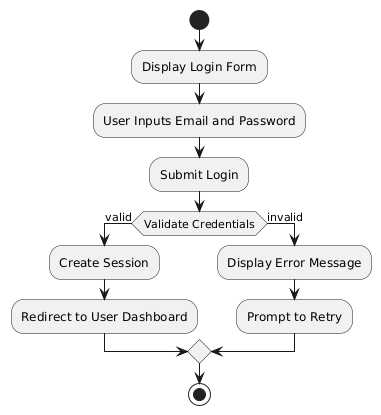 Display Login Form
User Inputs Email and Password
Submit Login
valid
Validate Credentials
invalid
Create Session
Display Error Message
Redirect to User Dashboard
Prompt to Retry